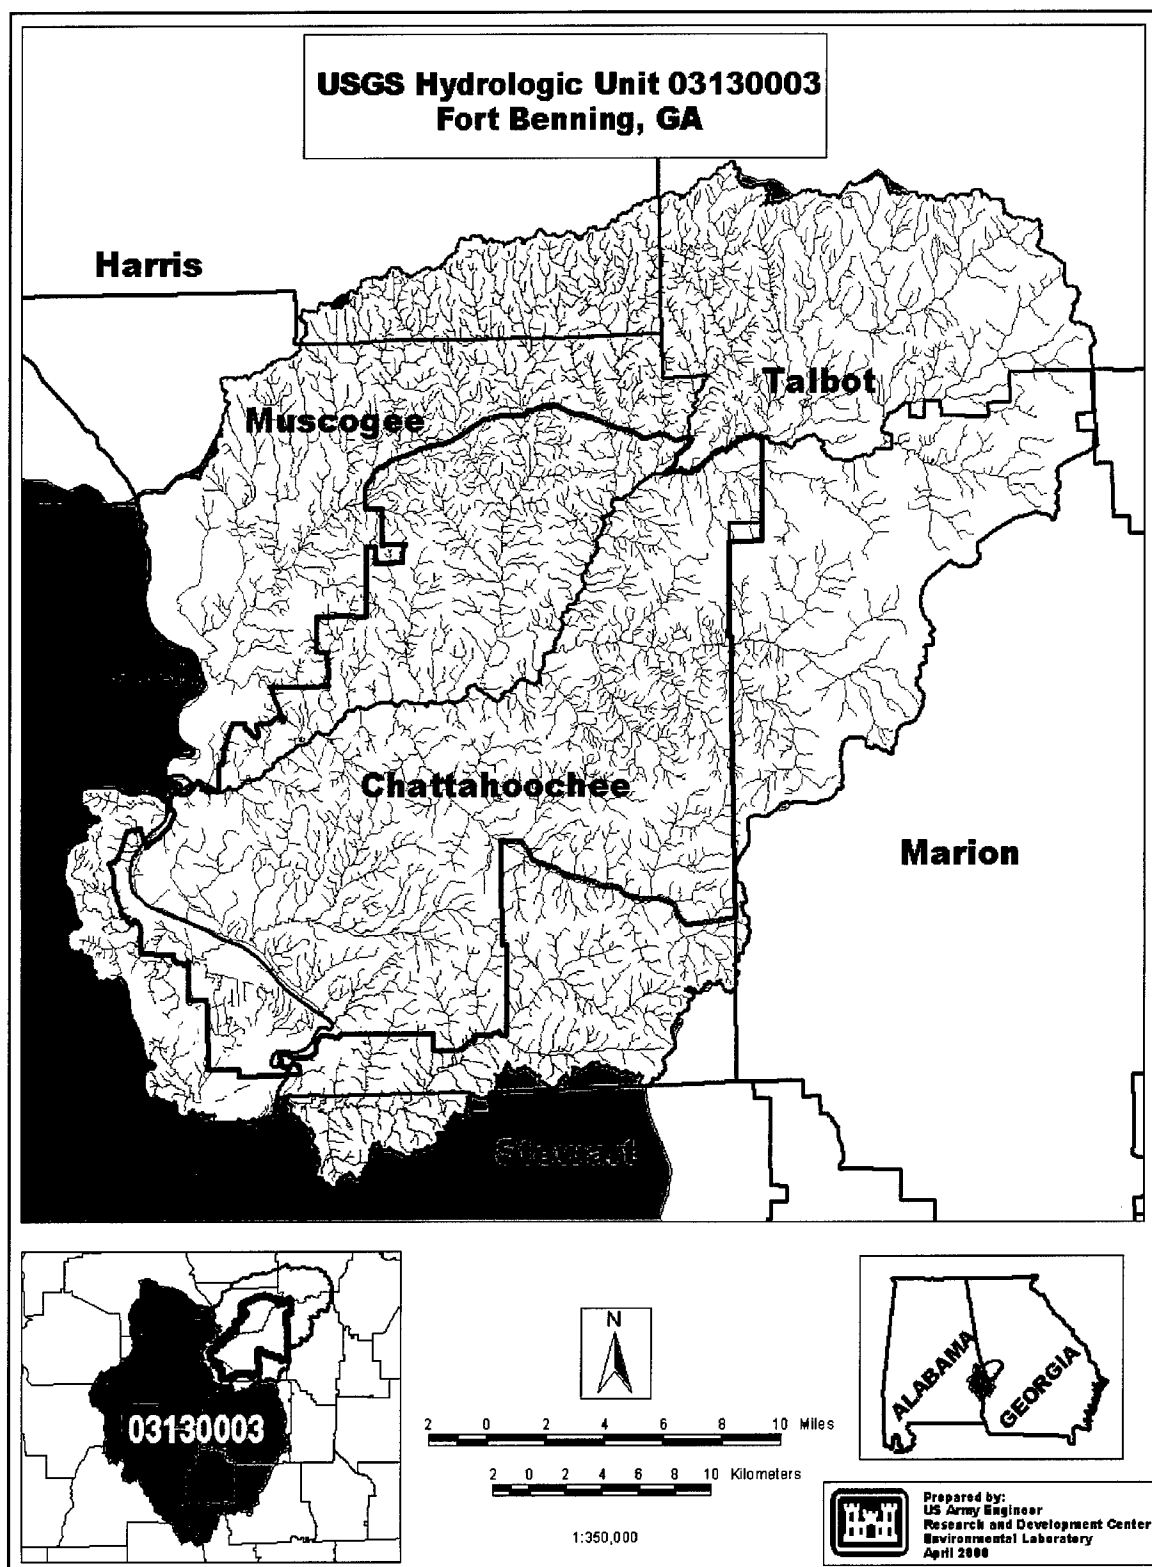 USGS Hydrologic Unit 03130003
Fort Benning, GA
Harris
Talbot
Muscogee
Chattahoochee
Marion
Stewart
03130003
N
ALABAMA
GEORGIA
2 0 2 4 6 8 10 Miles
2 0 2 4 6 8 10 Kilometers
1:350,000
Prepared by:
US Army Engineer
Research and Development Center
Environmental Laboratory
April 2000